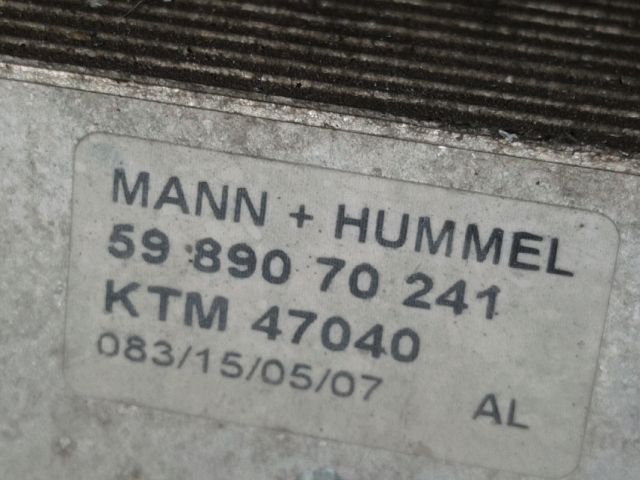 MANN + HUMMEL
59 890 70 241
KTM 47040
083/15/05/07 AL